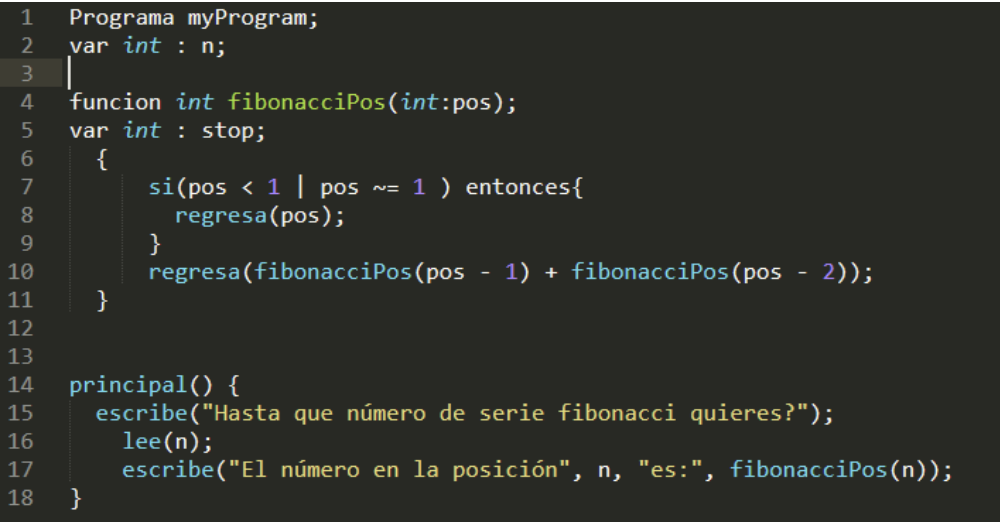 1 Programa myProgram;
2 var int : n;
3
4 funcion int fibonacciPos(int:pos);
5 var int : stop;
6 {
7 si(pos < 1 | pos ~= 1 ) entonces{
8 regresa(pos);
9 }
10 regresa(fibonacciPos(pos - 1) + fibonacciPos(pos - 2));
11 }
12
13
14 principal() {
15 escribe("Hasta que número de serie fibonacci quieres?");
16 lee(n);
17 escribe("El número en la posición", n, "es:", fibonacciPos(n));
18 }